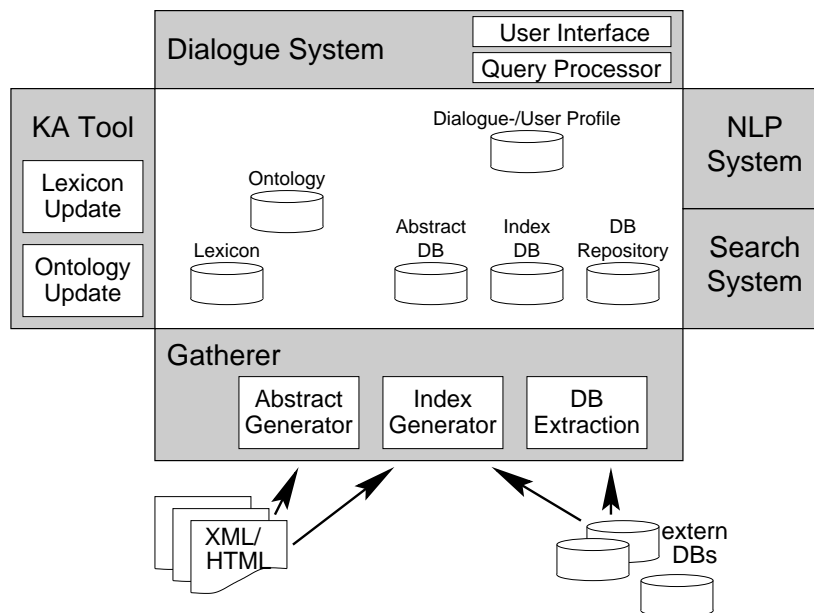 Dialogue System
User Interface
Query Processor
KA Tool
Lexicon
Update
Ontology
Update
Dialogue-/User Profile
Ontology
Lexicon
Abstract
DB
Index
DB
DB
Repository
NLP
System
Search
System
Gatherer
Abstract
Generator
Index
Generator
DB
Extraction
XML/
HTML
extern
DBs